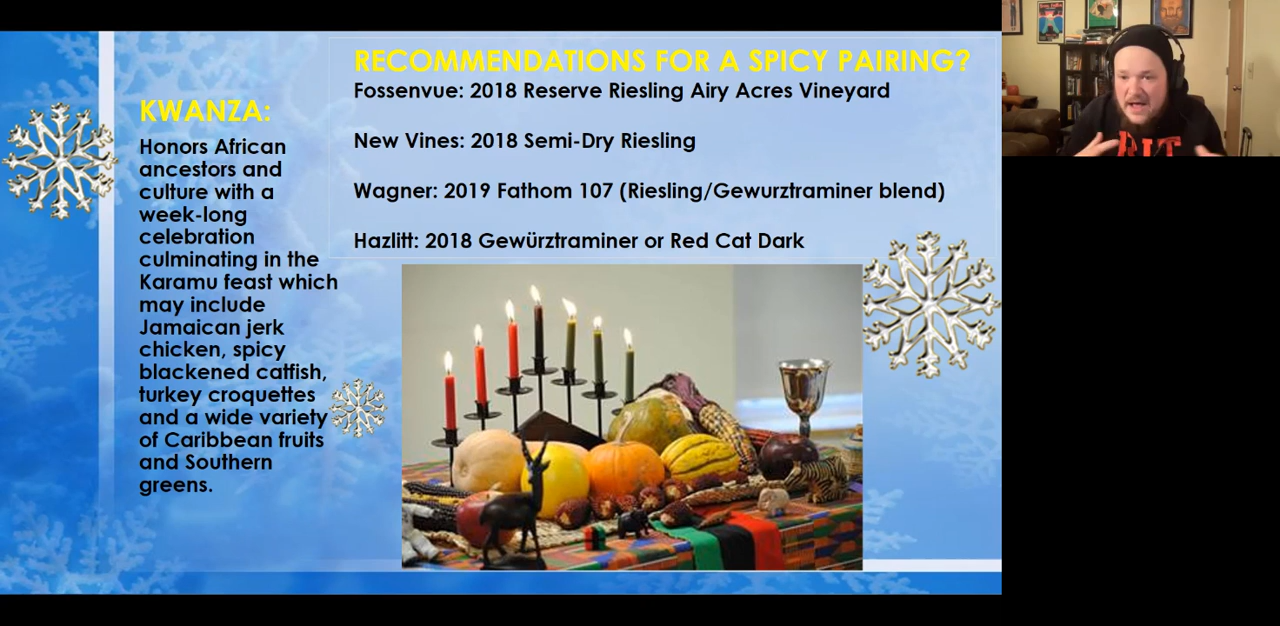 RECOMMENDATIONS FOR A SPICY PAIRING?
Fossenvue: 2018 Reserve Riesling Airy Acres Vineyard
New Vines: 2018 Semi-Dry Riesling
Wagner: 2019 Fathom 107 (Riesling/Gewurztraminer blend)
Hazlitt: 2018 Gewürztraminer or Red Cat Dark
KWANZA:
Honors African
ancestors and
culture with a
week-long
celebration
culminating in the
Karamu feast which
may include
Jamaican jerk
chicken, spicy
blackened catfish,
turkey croquettes
and a wide variety
of Caribbean fruits
and Southern
greens.